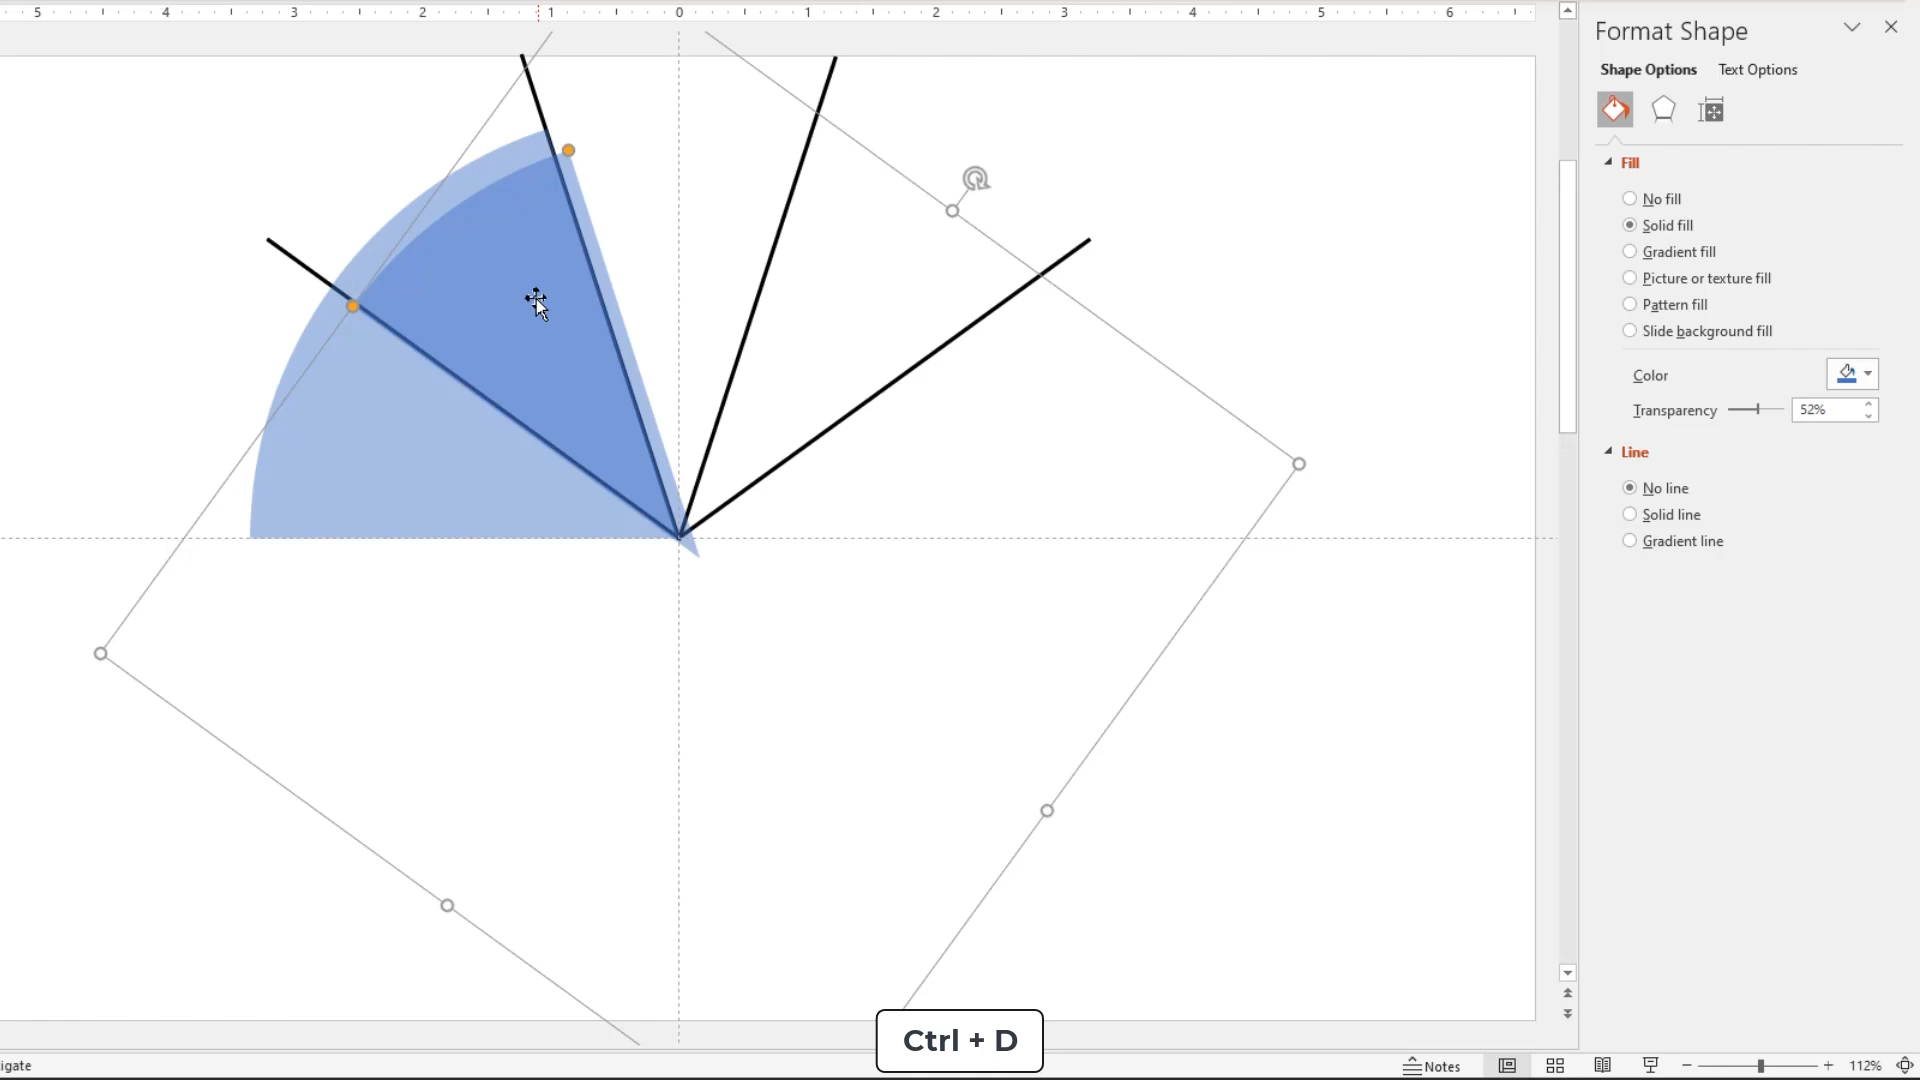 5 4 3 2 1 0 1 2 3 4 5 6
Format Shape
Shape Options Text Options
Fill
No fill
Solid fill
Gradient fill
Picture or texture fill
Pattern fill
Slide background fill
Color
Transparency 52%
Line
No line
Solid line
Gradient line
Ctrl + D
igate
Notes
112%